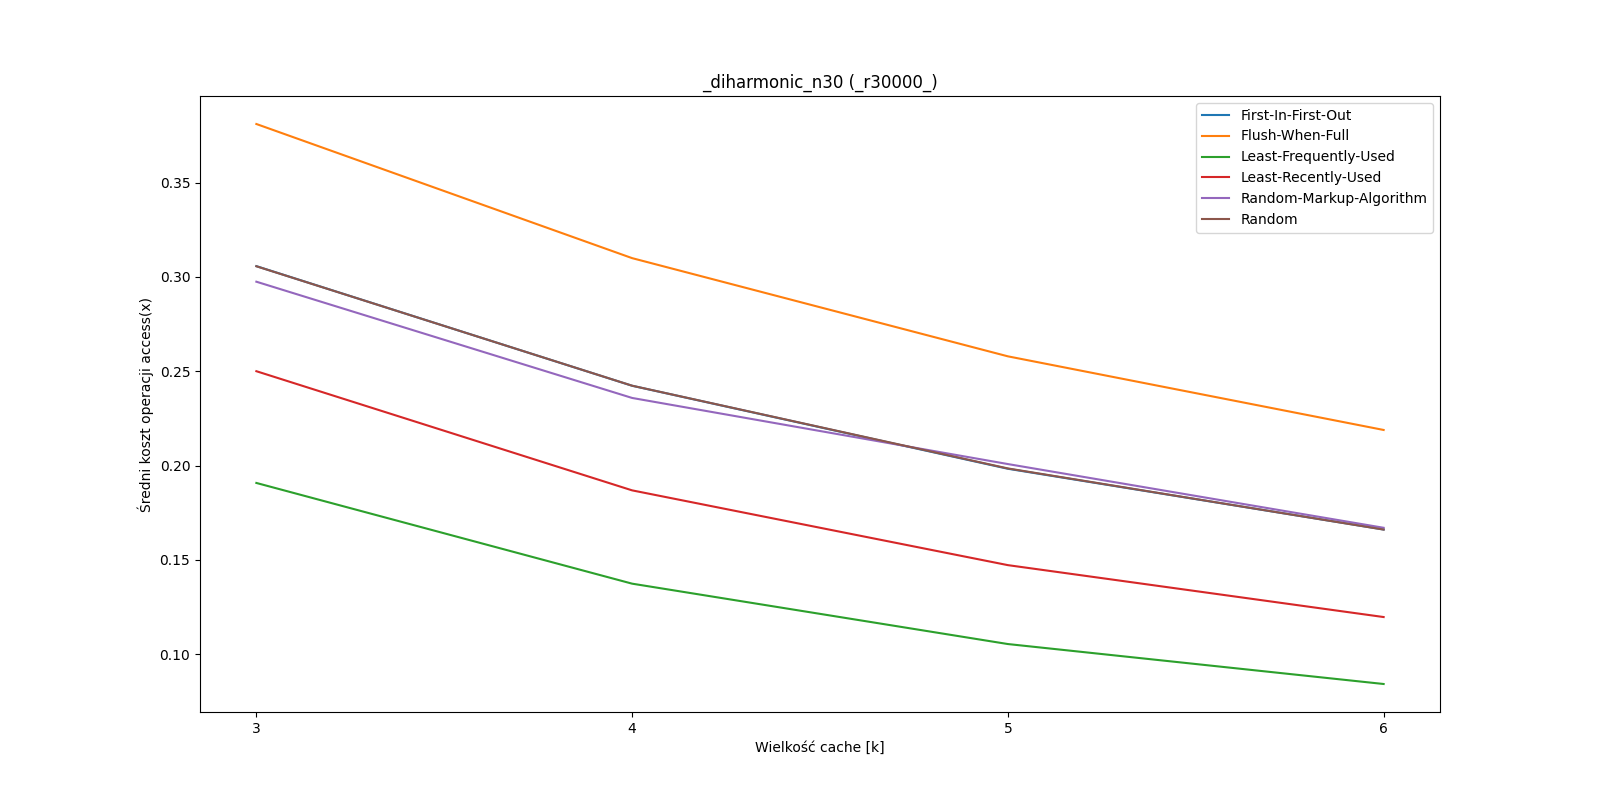 _diharmonic_n30 (_r30000_)
First-In-First-Out
Flush-When-Full
Least-Frequently-Used
Least-Recently-Used
Random-Markup-Algorithm
Random
Średni koszt operacji access(x)
0.35
0.30
0.25
0.20
0.15
0.10
3 4 5 6
Wielkość cache [k]